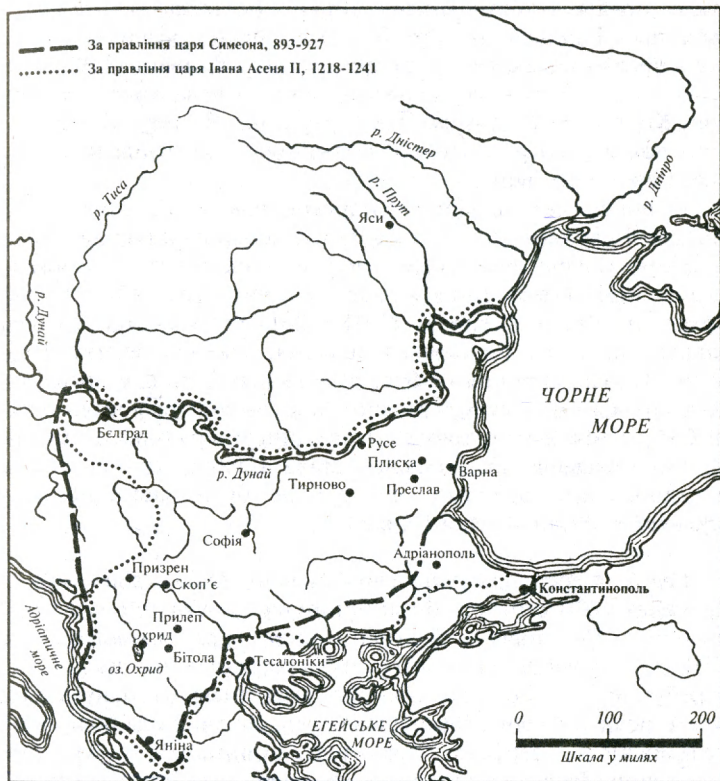 За правління царя Симеона, 893-927
За правління царя Івана Асеня II, 1218-1241
р. Дністер
р. Дніпро
р. Тиса
р. Прут
Яси
р. Дунай
ЧОРНЕ
МОРЕ
Бєлград
Русе
р. Дунай
Плиска
Варна
Тирново
Преслав
Софія
Адріанополь
Призрен
Скоп'є
Константинополь
Адріатичне
море
Прилеп
Охрид
Бітола
оз. Охрид
Тесалоніки
ЕГЕЙСЬКЕ
МОРЕ
Яніна
0 100 200
Шкала у милях